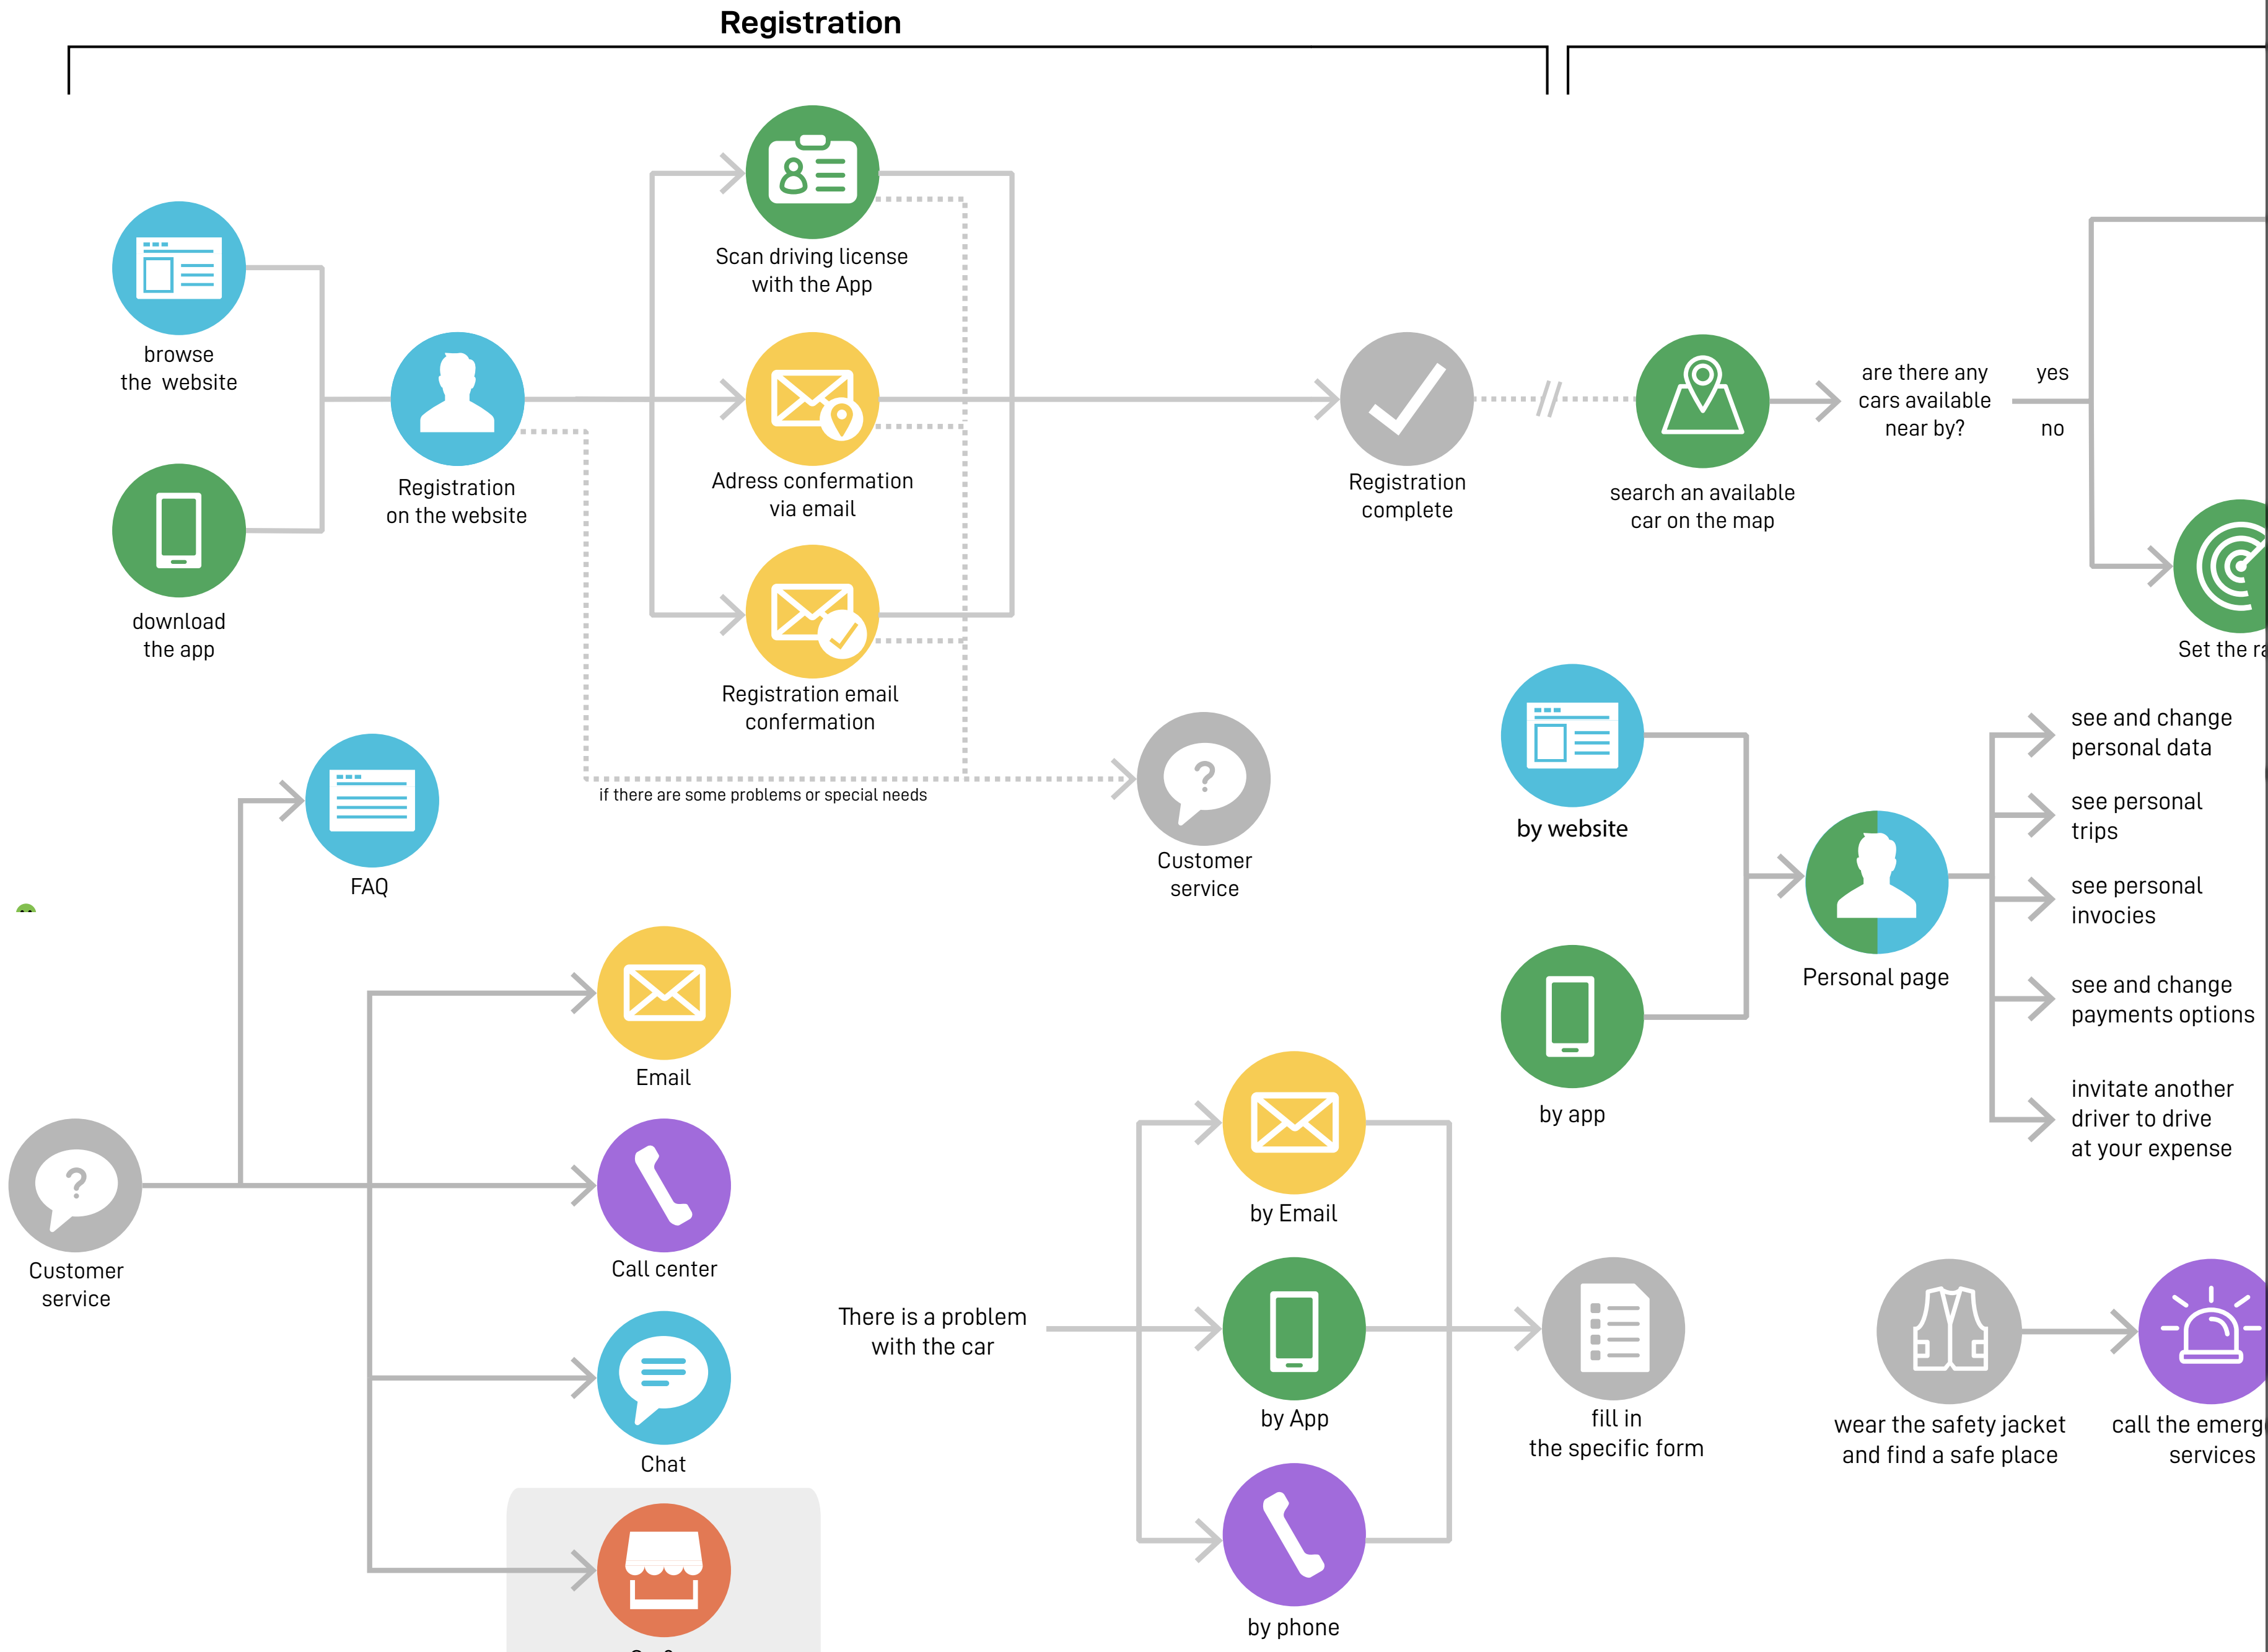 Registration
Scan driving license
with the App
browse
the website
are there any
cars available
near by?
yes
no
Adress confermation
via email
Registration
on the website
Registration
complete
search an available
car on the map
download
the app
Set the
Registration email
confermation
if there are some problems or special needs
Customer
service
by website
see and change
personal data
see personal
trips
see personal
invocies
see and change
payments options
invitate another
driver to drive
at your expense
Personal page
by app
?
FAQ
Email
Call center
Chat
?
Customer
service
There is a problem
with the car
by Email
by App
by phone
fill in
the specific form
wear the safety jacket
and find a safe place
call the
services